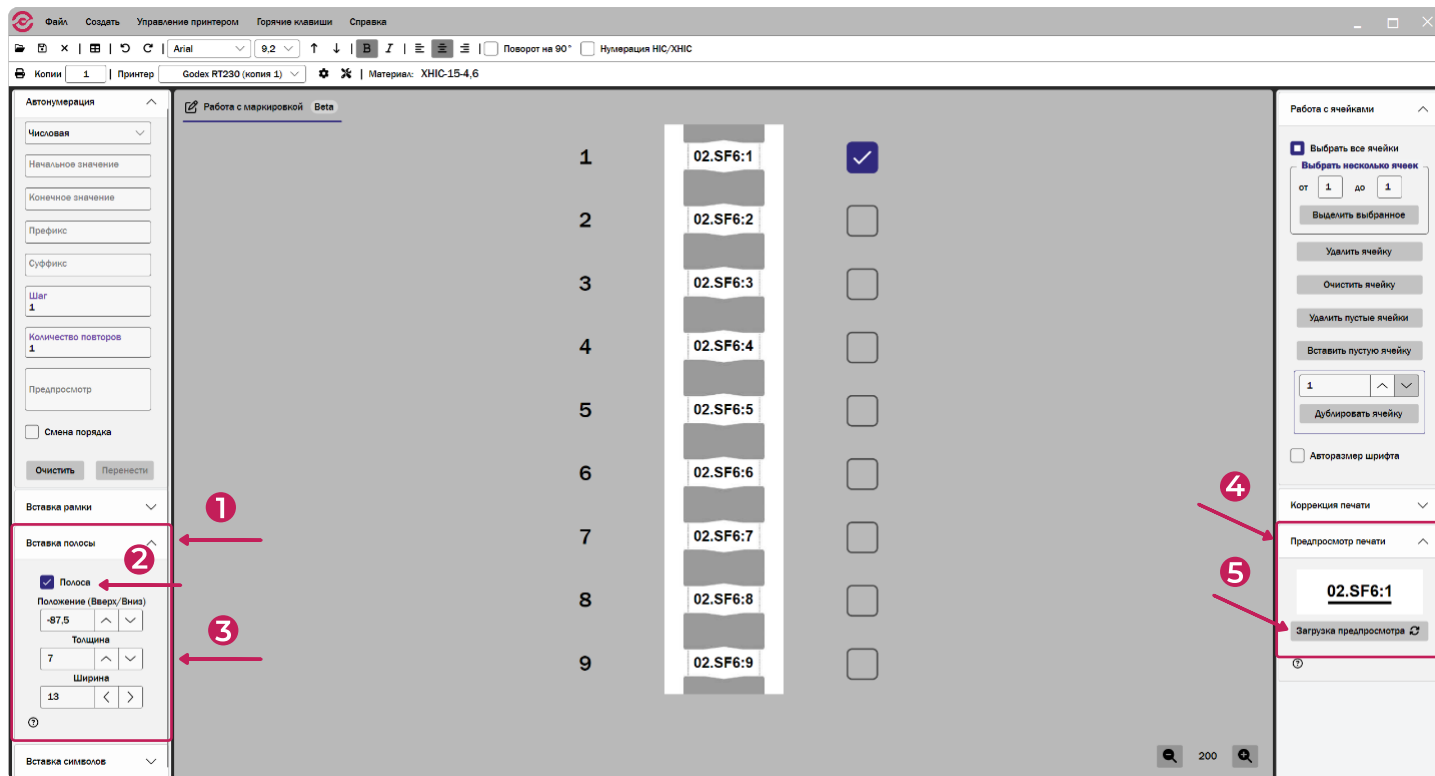 Файл Создать Управление принтером Горячие клавиши Справка
Arial 9,2 B I Поворот на 90° Нумерация HIC/XHIC
Копии 1 Принтер Godex RT230 (копия 1) Материал: XHIC-15-4,6
Автонумерация
Числовая
Начальное значение
Конечное значение
Префикс
Суффикс
Шаг
1
Количество повторов
1
Предпросмотр
Смена порядка
Очистить Перенести
Вставка рамки
1
Вставка полосы
2
Полоса
Положение (Вверх/Вниз)
-87,5
Толщина
3
7
Ширина
13
Вставка символов
Работа с маркировкой Beta
1 02.SF6:1
2 02.SF6:2
3 02.SF6:3
4 02.SF6:4
5 02.SF6:5
6 02.SF6:6
7 02.SF6:7
8 02.SF6:8
9 02.SF6:9
200
Работа с ячейками
Выбрать все ячейки
Выбрать несколько ячеек
от 1 до 1
Выделить выбранное
Удалить ячейку
Очистить ячейку
Удалить пустые ячейки
Вставить пустую ячейку
1
Дублировать ячейку
Авторазмер шрифта
4
Коррекция печати
Предпросмотр печати
5
02.SF6:1
Загрузка предпросмотра